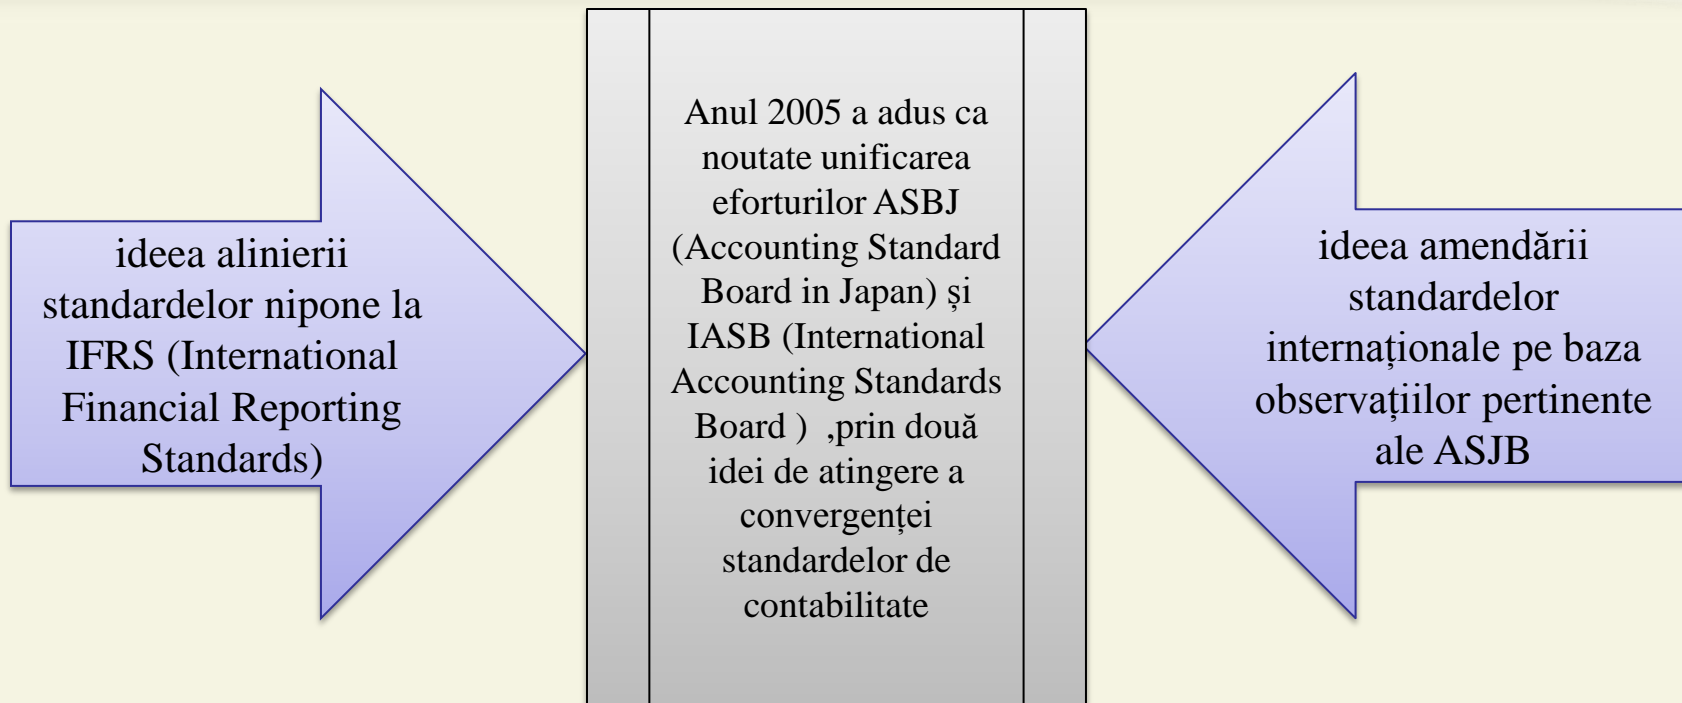 ideea alinierii
standardelor nipone la
IFRS (International
Financial Reporting
Standards)
Anul 2005 a adus ca
noutate unificarea
eforturilor ASBJ
(Accounting Standard
Board in Japan) și
IASB (International
Accounting Standards
Board )  ,prin două
idei de atingere a
convergenței
standardelor de
contabilitate
ideea amendării
standardelor
internaționale pe baza
observațiilor pertinente
ale ASJB